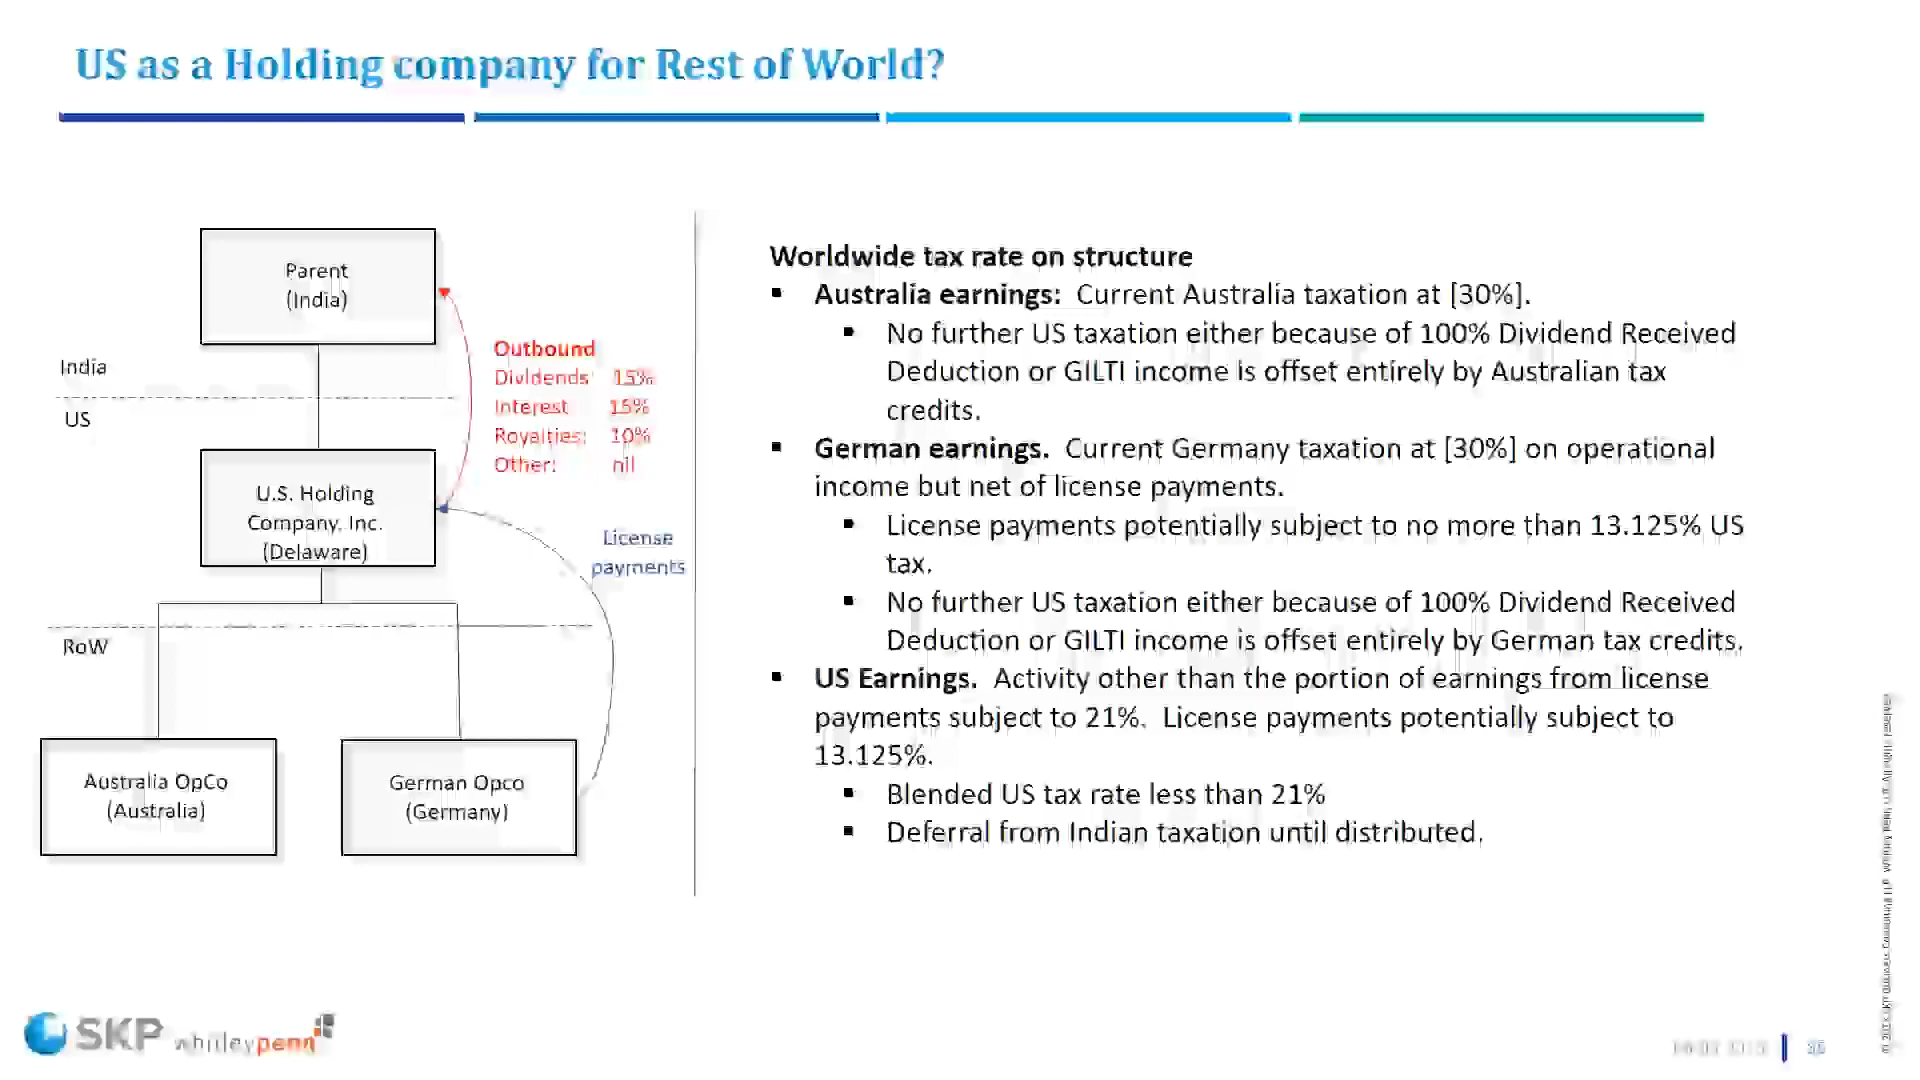 US as a Holding company for Rest of World?
Parent
(India)
India
US
Outbound
Dividends: 15%
Interest 15%
Royalties: 10%
Other: nil
U.S. Holding
Company, Inc.
(Delaware)
License
payments
RoW
Australia OpCo
(Australia)
German Opco
(Germany)
Worldwide tax rate on structure
▪ Australia earnings: Current Australia taxation at [30%].
▪ No further US taxation either because of 100% Dividend Received
Deduction or GILTI income is offset entirely by Australian tax
credits.
▪ German earnings. Current Germany taxation at [30%] on operational
income but net of license payments.
▪ License payments potentially subject to no more than 13.125% US
tax.
▪ No further US taxation either because of 100% Dividend Received
Deduction or GILTI income is offset entirely by German tax credits.
▪ US Earnings. Activity other than the portion of earnings from license
payments subject to 21%. License payments potentially subject to
13.125%.
▪ Blended US tax rate less than 21%
▪ Deferral from Indian taxation until distributed.
SKP whitleypenn